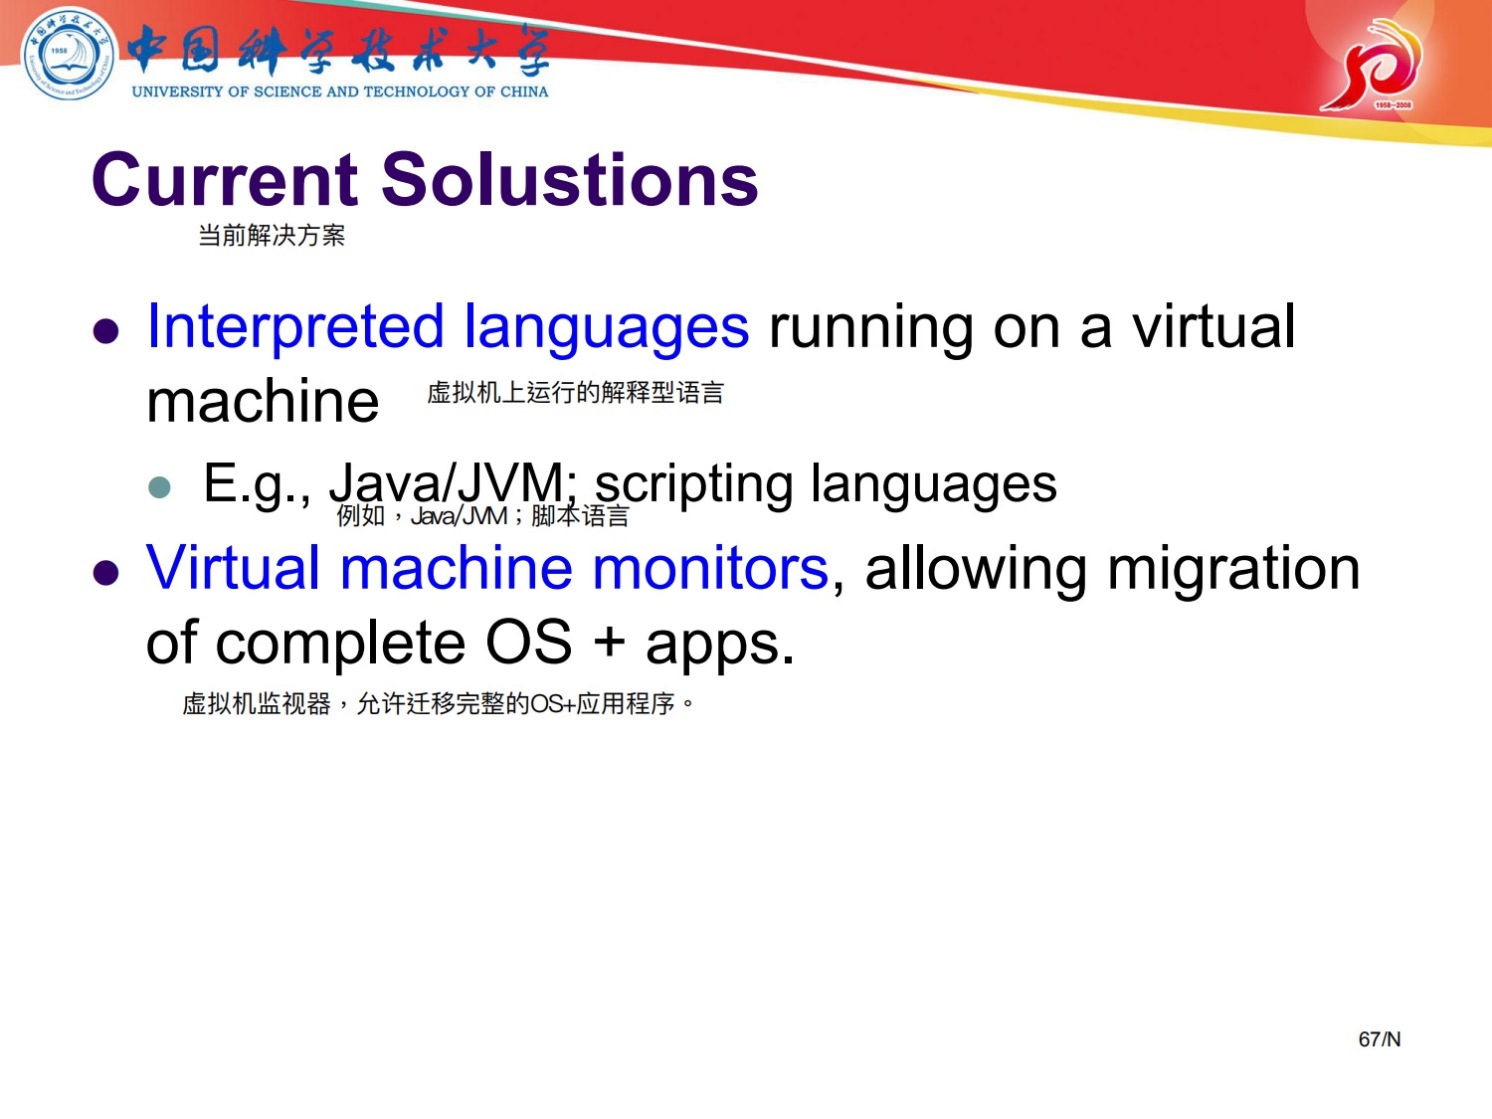 中国科学技术大学
UNIVERSITY OF SCIENCE AND TECHNOLOGY OF CHINA
1958
1958-2008
Current Solustions
当前解决方案
Interpreted languages running on a virtual
machine
虚拟机上运行的解释型语言
E.g., Java/JVM; scripting languages
例如，Java/JVM；脚本语言
Virtual machine monitors, allowing migration
of complete OS + apps.
虚拟机监视器，允许迁移完整的OS+应用程序。
67/N